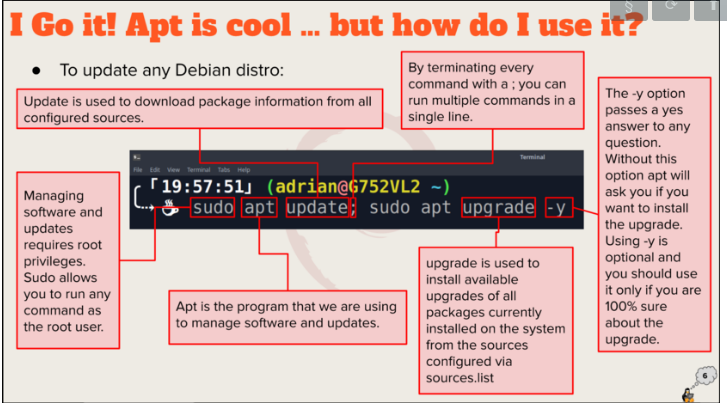 I Go it! Apt is cool ... but how do I use it?
● To update any Debian distro:
Update is used to download package information from all
configured sources.
By terminating every
command with a ; you can
run multiple commands in a
single line.
The -y option
passes a yes
answer to any
question.
Without this
option apt will
ask you if you
want to install
the upgrade.
Using -y is
optional and
you should use
it only if you are
100% sure
about the
upgrade.
Terminal
File Edit View Terminal Tabs Help
19:57:51 (adrian@G752VL2 ~)
sudo apt update; sudo apt upgrade -y
Managing
software and
updates
requires root
privileges.
Sudo allows
you to run any
command as
the root user.
Apt is the program that we are using
to manage software and updates.
upgrade is used to
install available
upgrades of all
packages currently
installed on the system
from the sources
configured via
sources.list
6